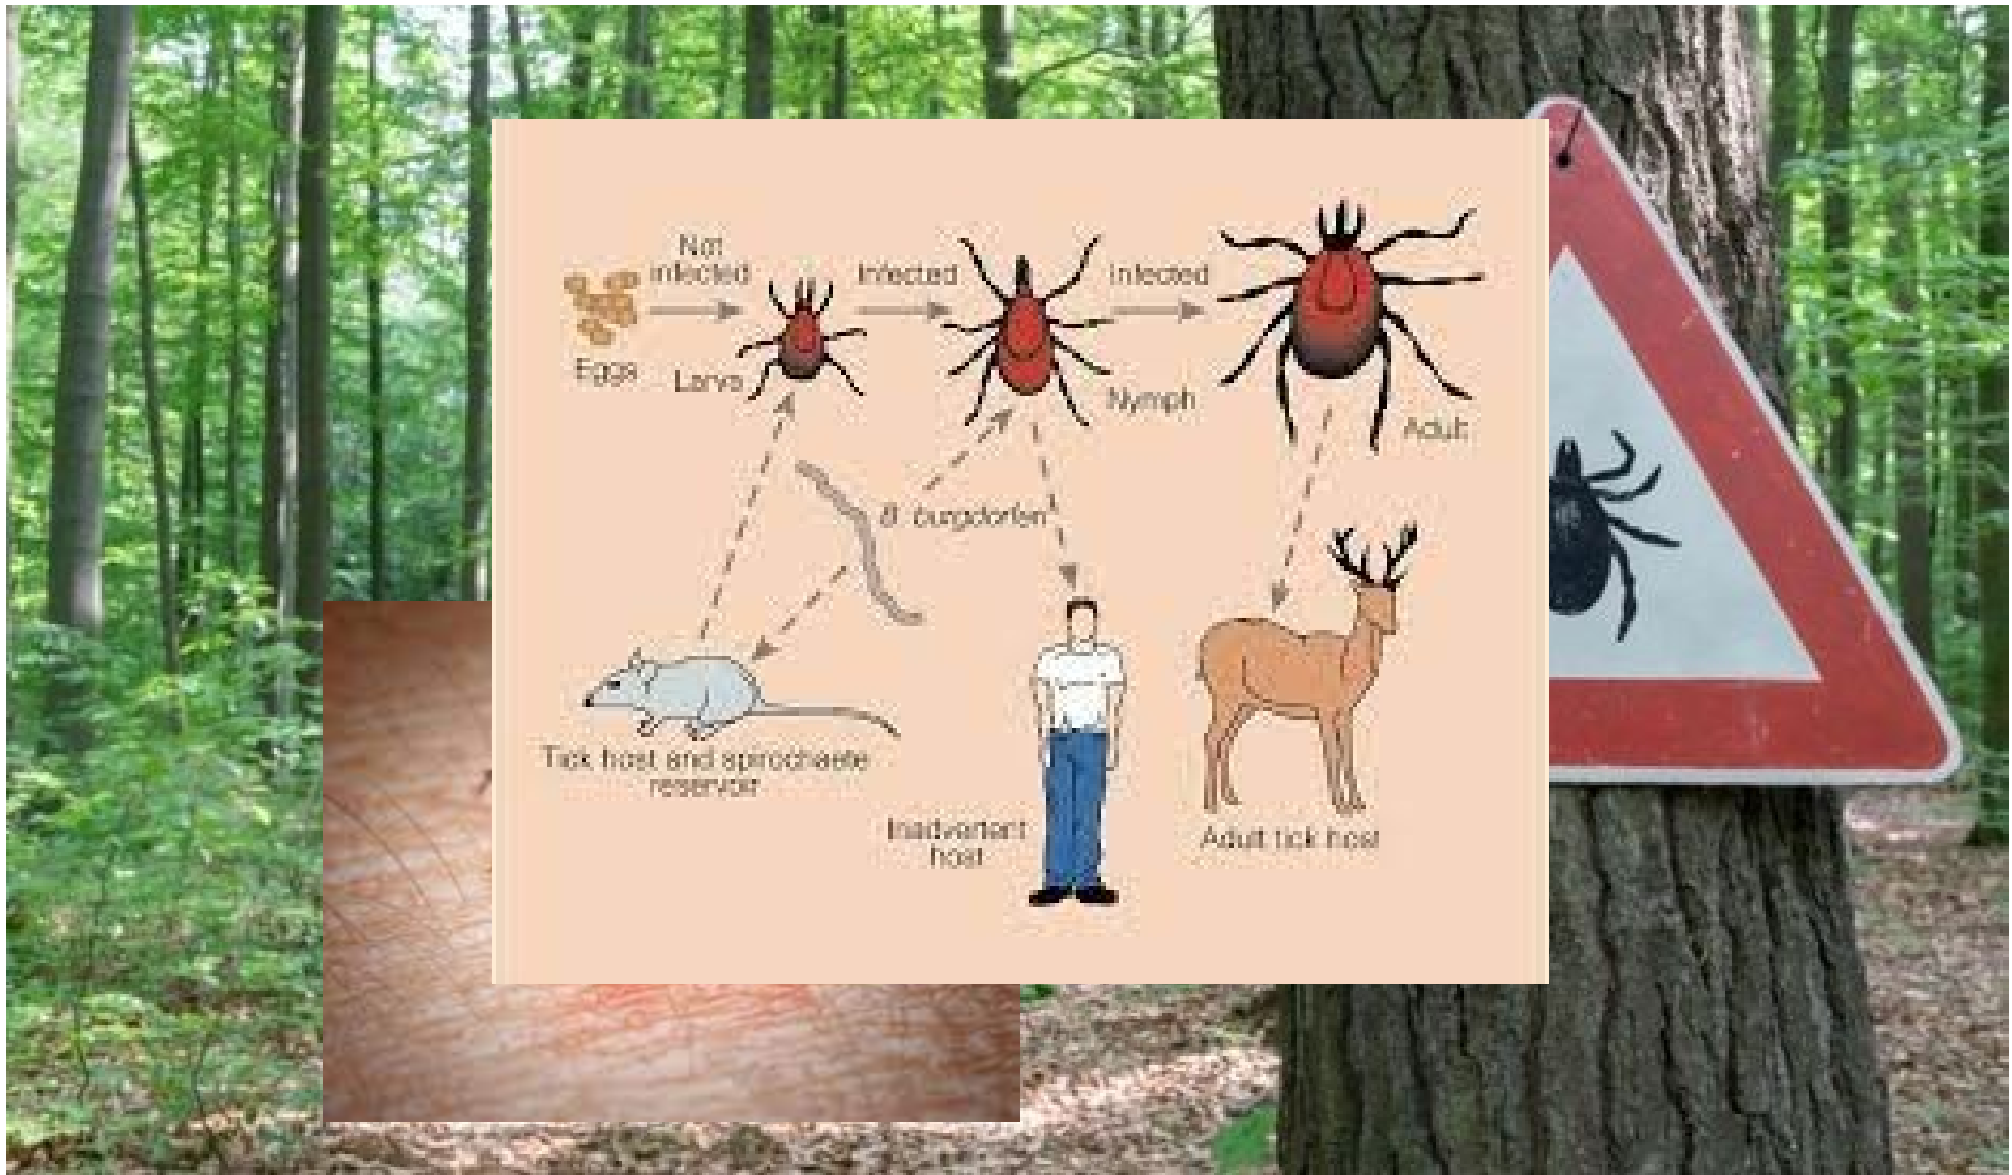 Not
infected
Infected
Infected
Eggs
Larva
Nymph
Adult
B. burgdorferi
Tick host and spirochaete
reservoir
Inadvertent
host
Adult tick host